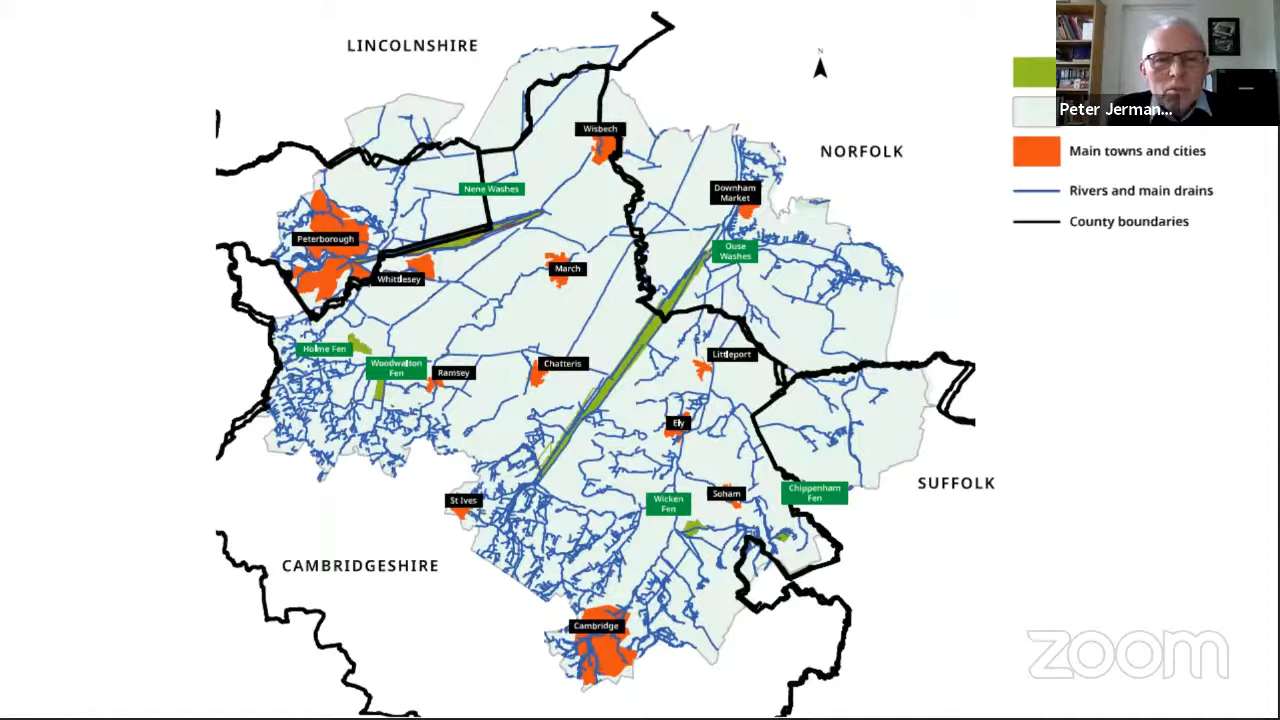 LINCOLNSHIRE
N
Peter Jerman...
Wisbech
Main towns and cities
NORFOLK
Nene Washes
Downham
Market
Rivers and main drains
County boundaries
Peterborough
Ouse
Washes
March
Whittlesey
Holme Fen
Littleport
Woodwalton
Fen
Ramsey
Chatteris
Ely
SUFFOLK
St Ives
Wicken
Fen
Soham
Chippenham
Fen
CAMBRIDGESHIRE
Cambridge
zoom